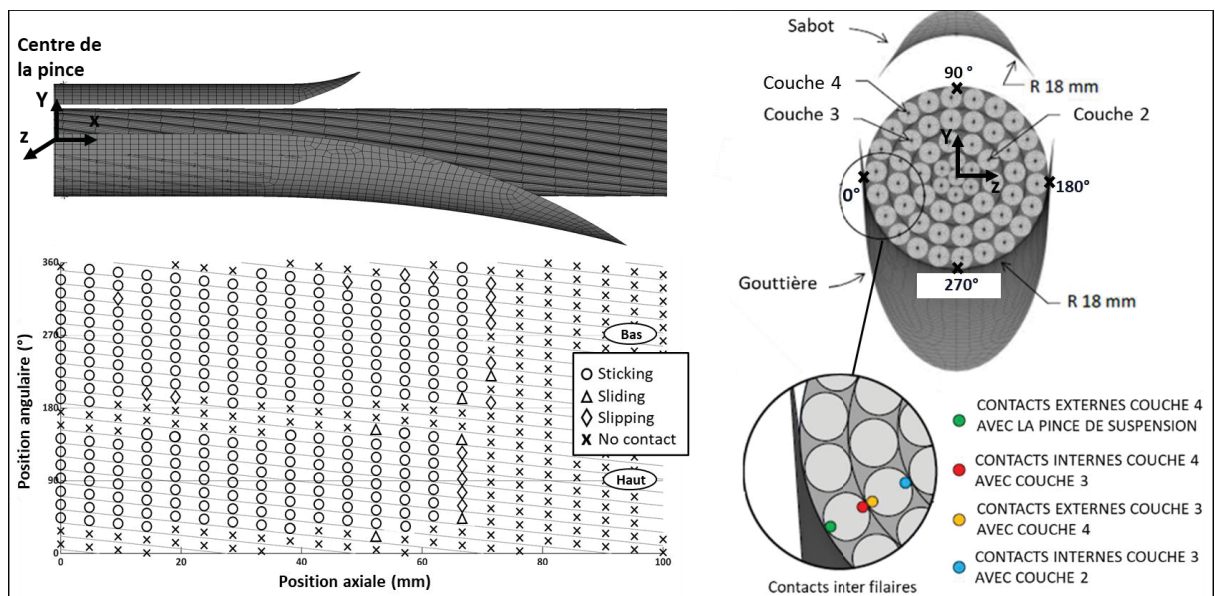 Centre de
la pince
Y
x
z
360
270
180
90
0
Position angulaire (°)
0
20
40
60
80
100
Position axiale (mm)
Bas
Haut
Sticking
Sliding
Slipping
No contact
Sabot
Couche 4
Couche 3
90 °
R 18 mm
Couche 2
Y
z
0°
180°
Gouttière
270°
R 18 mm
Contacts inter filaires
CONTACTS EXTERNES COUCHE 4
AVEC LA PINCE DE SUSPENSION
CONTACTS INTERNES COUCHE 4
AVEC COUCHE 3
CONTACTS EXTERNES COUCHE 3
AVEC COUCHE 4
CONTACTS INTERNES COUCHE 3
AVEC COUCHE 2